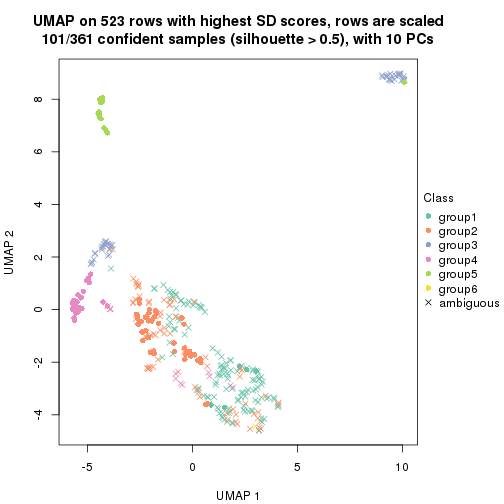 UMAP on 523 rows with highest SD scores, rows are scaled
101/361 confident samples (silhouette > 0.5), with 10 PCs
8
6
4
2
0
-2
-4
UMAP 2
-5
0
5
10
UMAP 1
Class
group1
group2
group3
group4
group5
group6
ambiguous